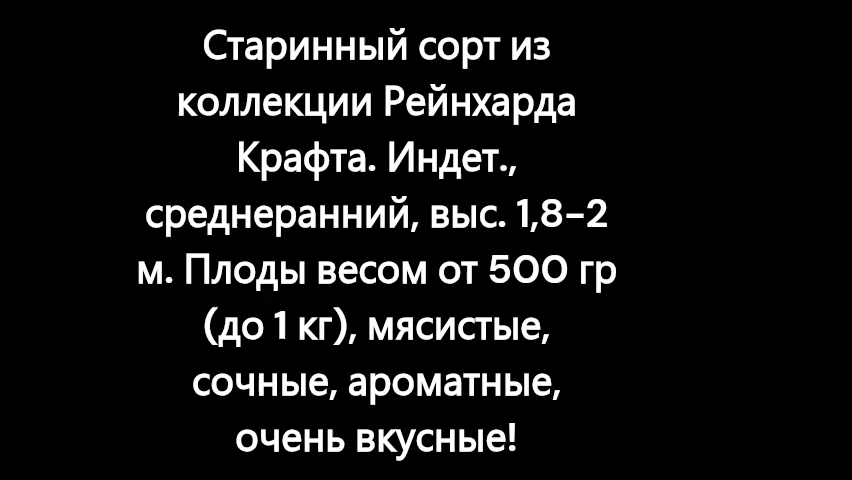 Старинный сорт из
коллекции Рейнхарда
Крафта. Индет.,
среднеранний, выс. 1,8-2
м. Плоды весом от 500 гр
(до 1 кг), мясистые,
сочные, ароматные,
очень вкусные!